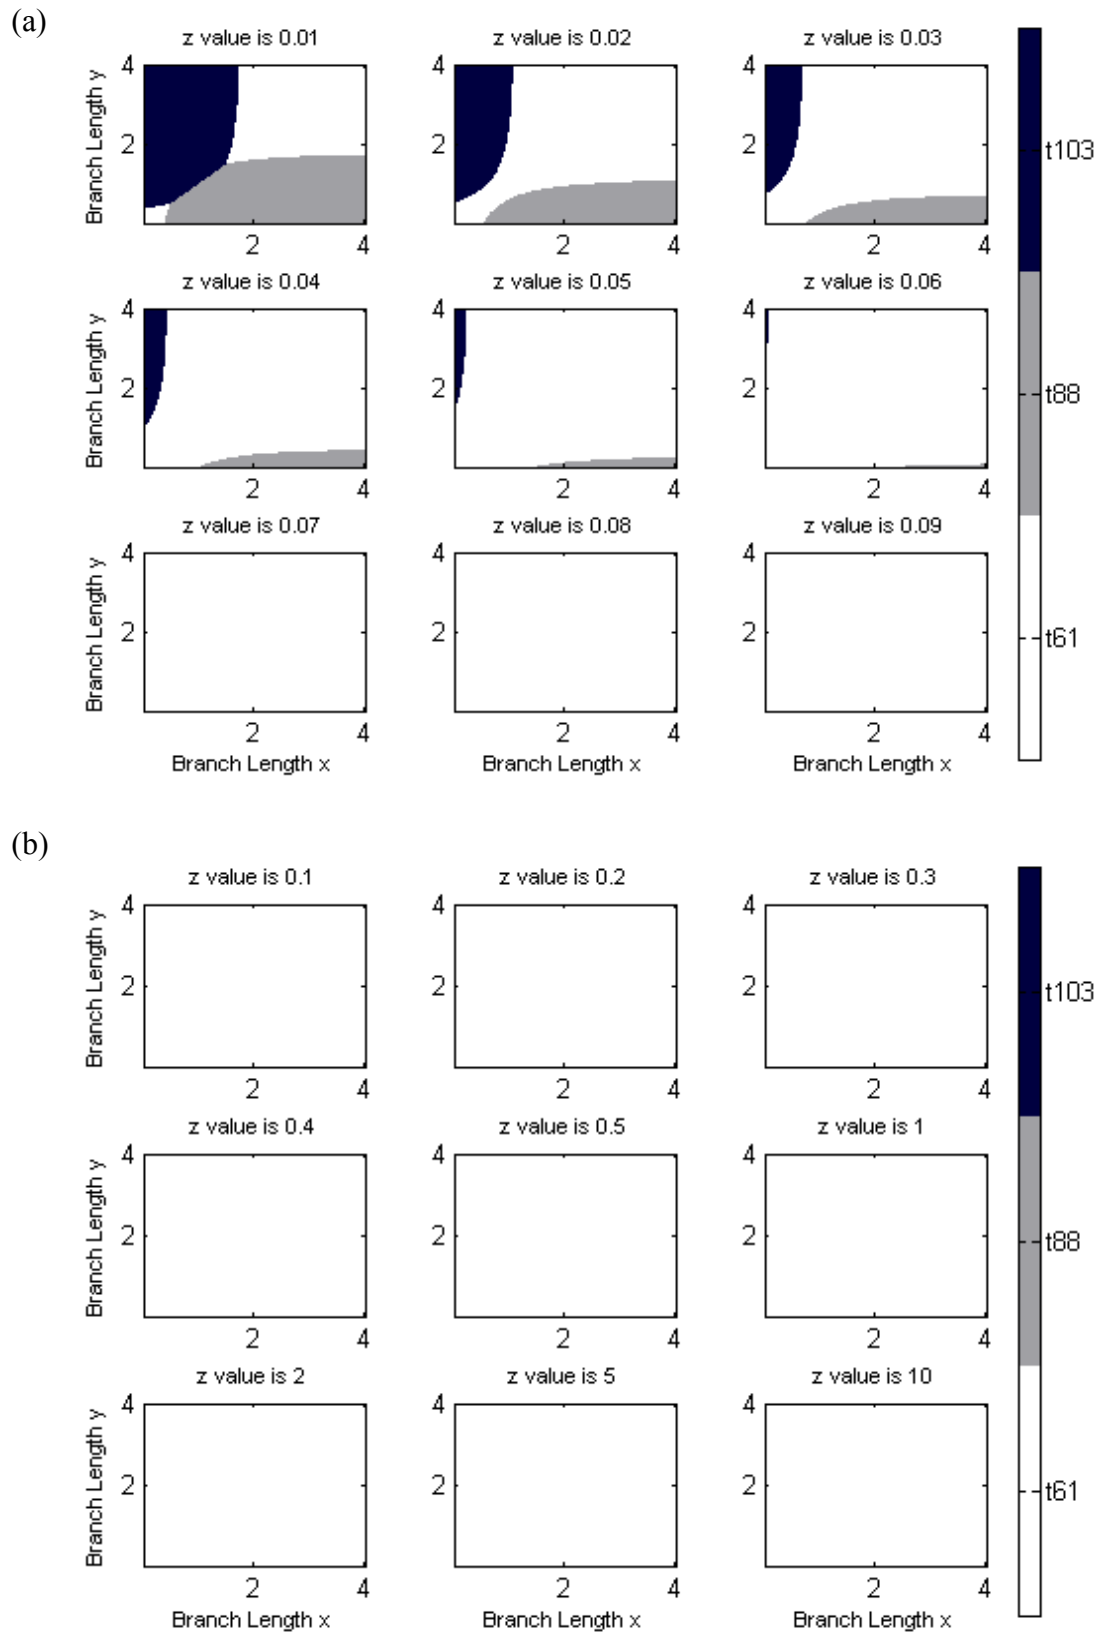 (a)
z value is 0.01 z value is 0.02 z value is 0.03
Branch Length y 4 2 2 4 4 2 2 4 4 2 2 4
z value is 0.04 z value is 0.05 z value is 0.06
Branch Length y 4 2 2 4 4 2 2 4 4 2 2 4
z value is 0.07 z value is 0.08 z value is 0.09
Branch Length y 4 2 2 4 4 2 2 4 4 2 2 4
Branch Length x Branch Length x Branch Length x
t103
t88
t61
(b)
z value is 0.1 z value is 0.2 z value is 0.3
Branch Length y 4 2 2 4 4 2 2 4 4 2 2 4
z value is 0.4 z value is 0.5 z value is 1
Branch Length y 4 2 2 4 4 2 2 4 4 2 2 4
z value is 2 z value is 5 z value is 10
Branch Length y 4 2 2 4 4 2 2 4 4 2 2 4
Branch Length x Branch Length x Branch Length x
t103
t88
t61